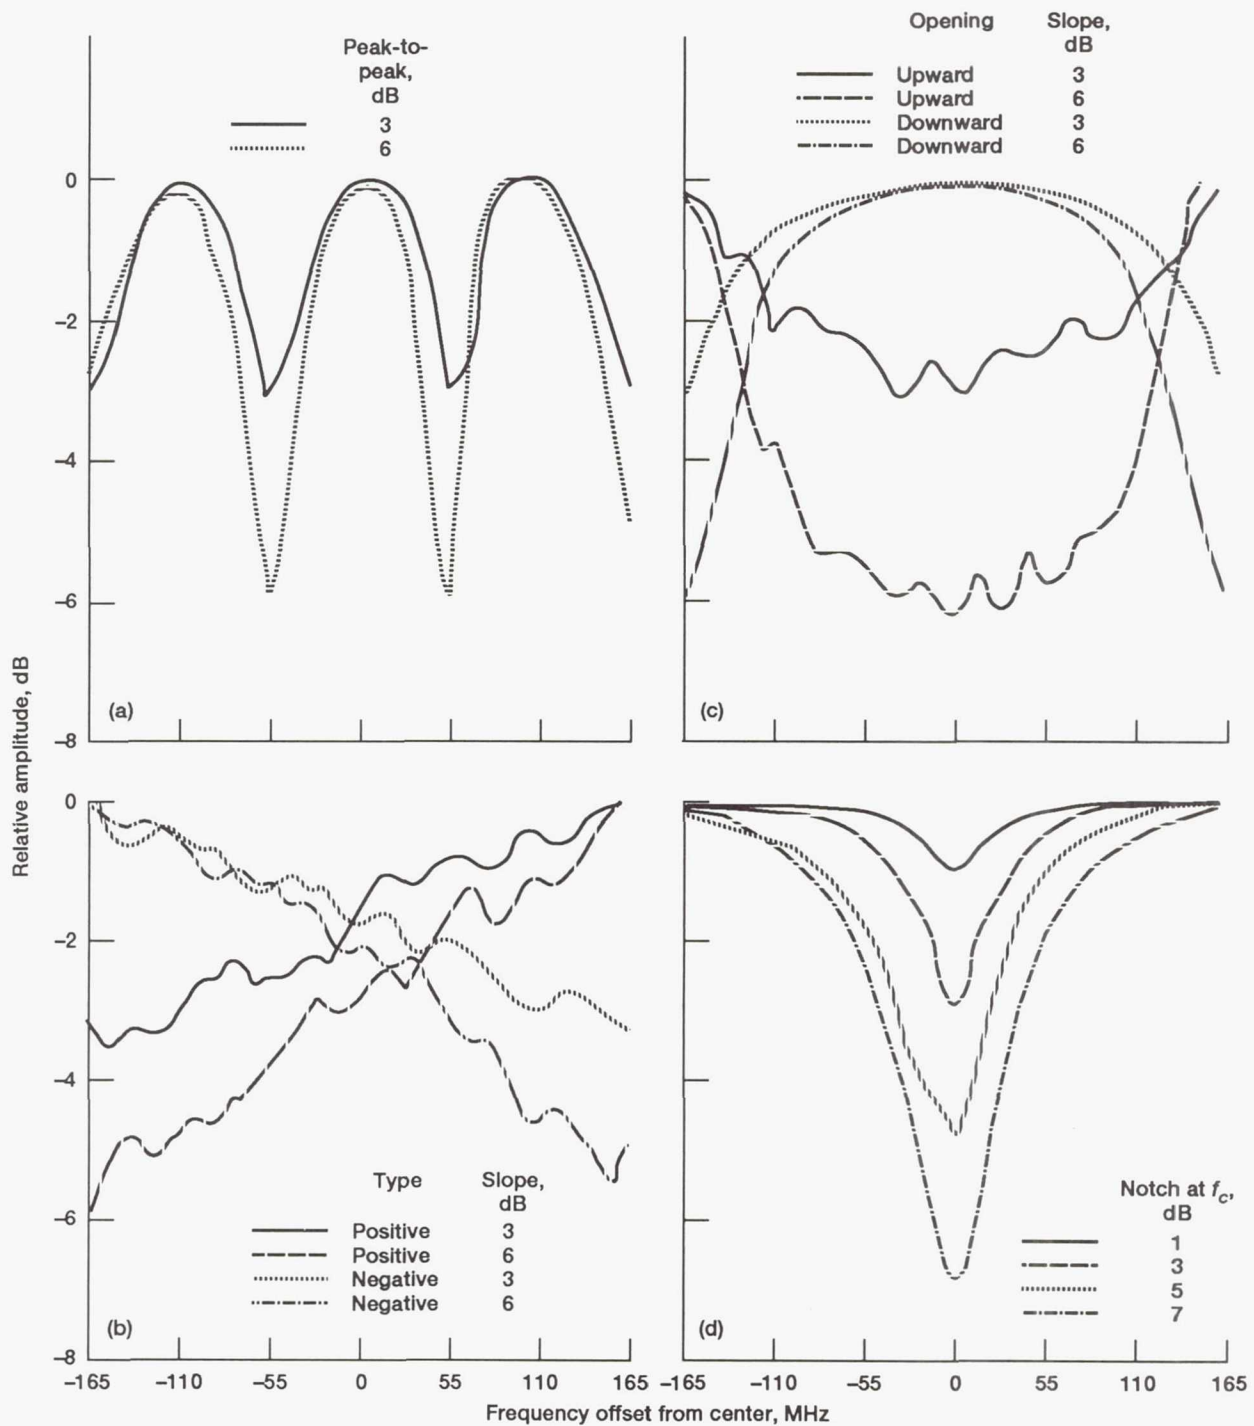 Peak-to-
peak,
dB
3
6
0
−2
−4
−6
−8
(a)
Opening Slope,
dB
Upward 3
Upward 6
Downward 3
Downward 6
(c)
Relative amplitude, dB
0
−2
−4
−6
−8
Type Slope,
dB
Positive 3
Positive 6
Negative 3
Negative 6
(b)
−165 −110 −55 0 55 110 165
Notch at fc,
dB
1
3
5
7
(d)
−165 −110 −55 0 55 110 165
Frequency offset from center, MHz